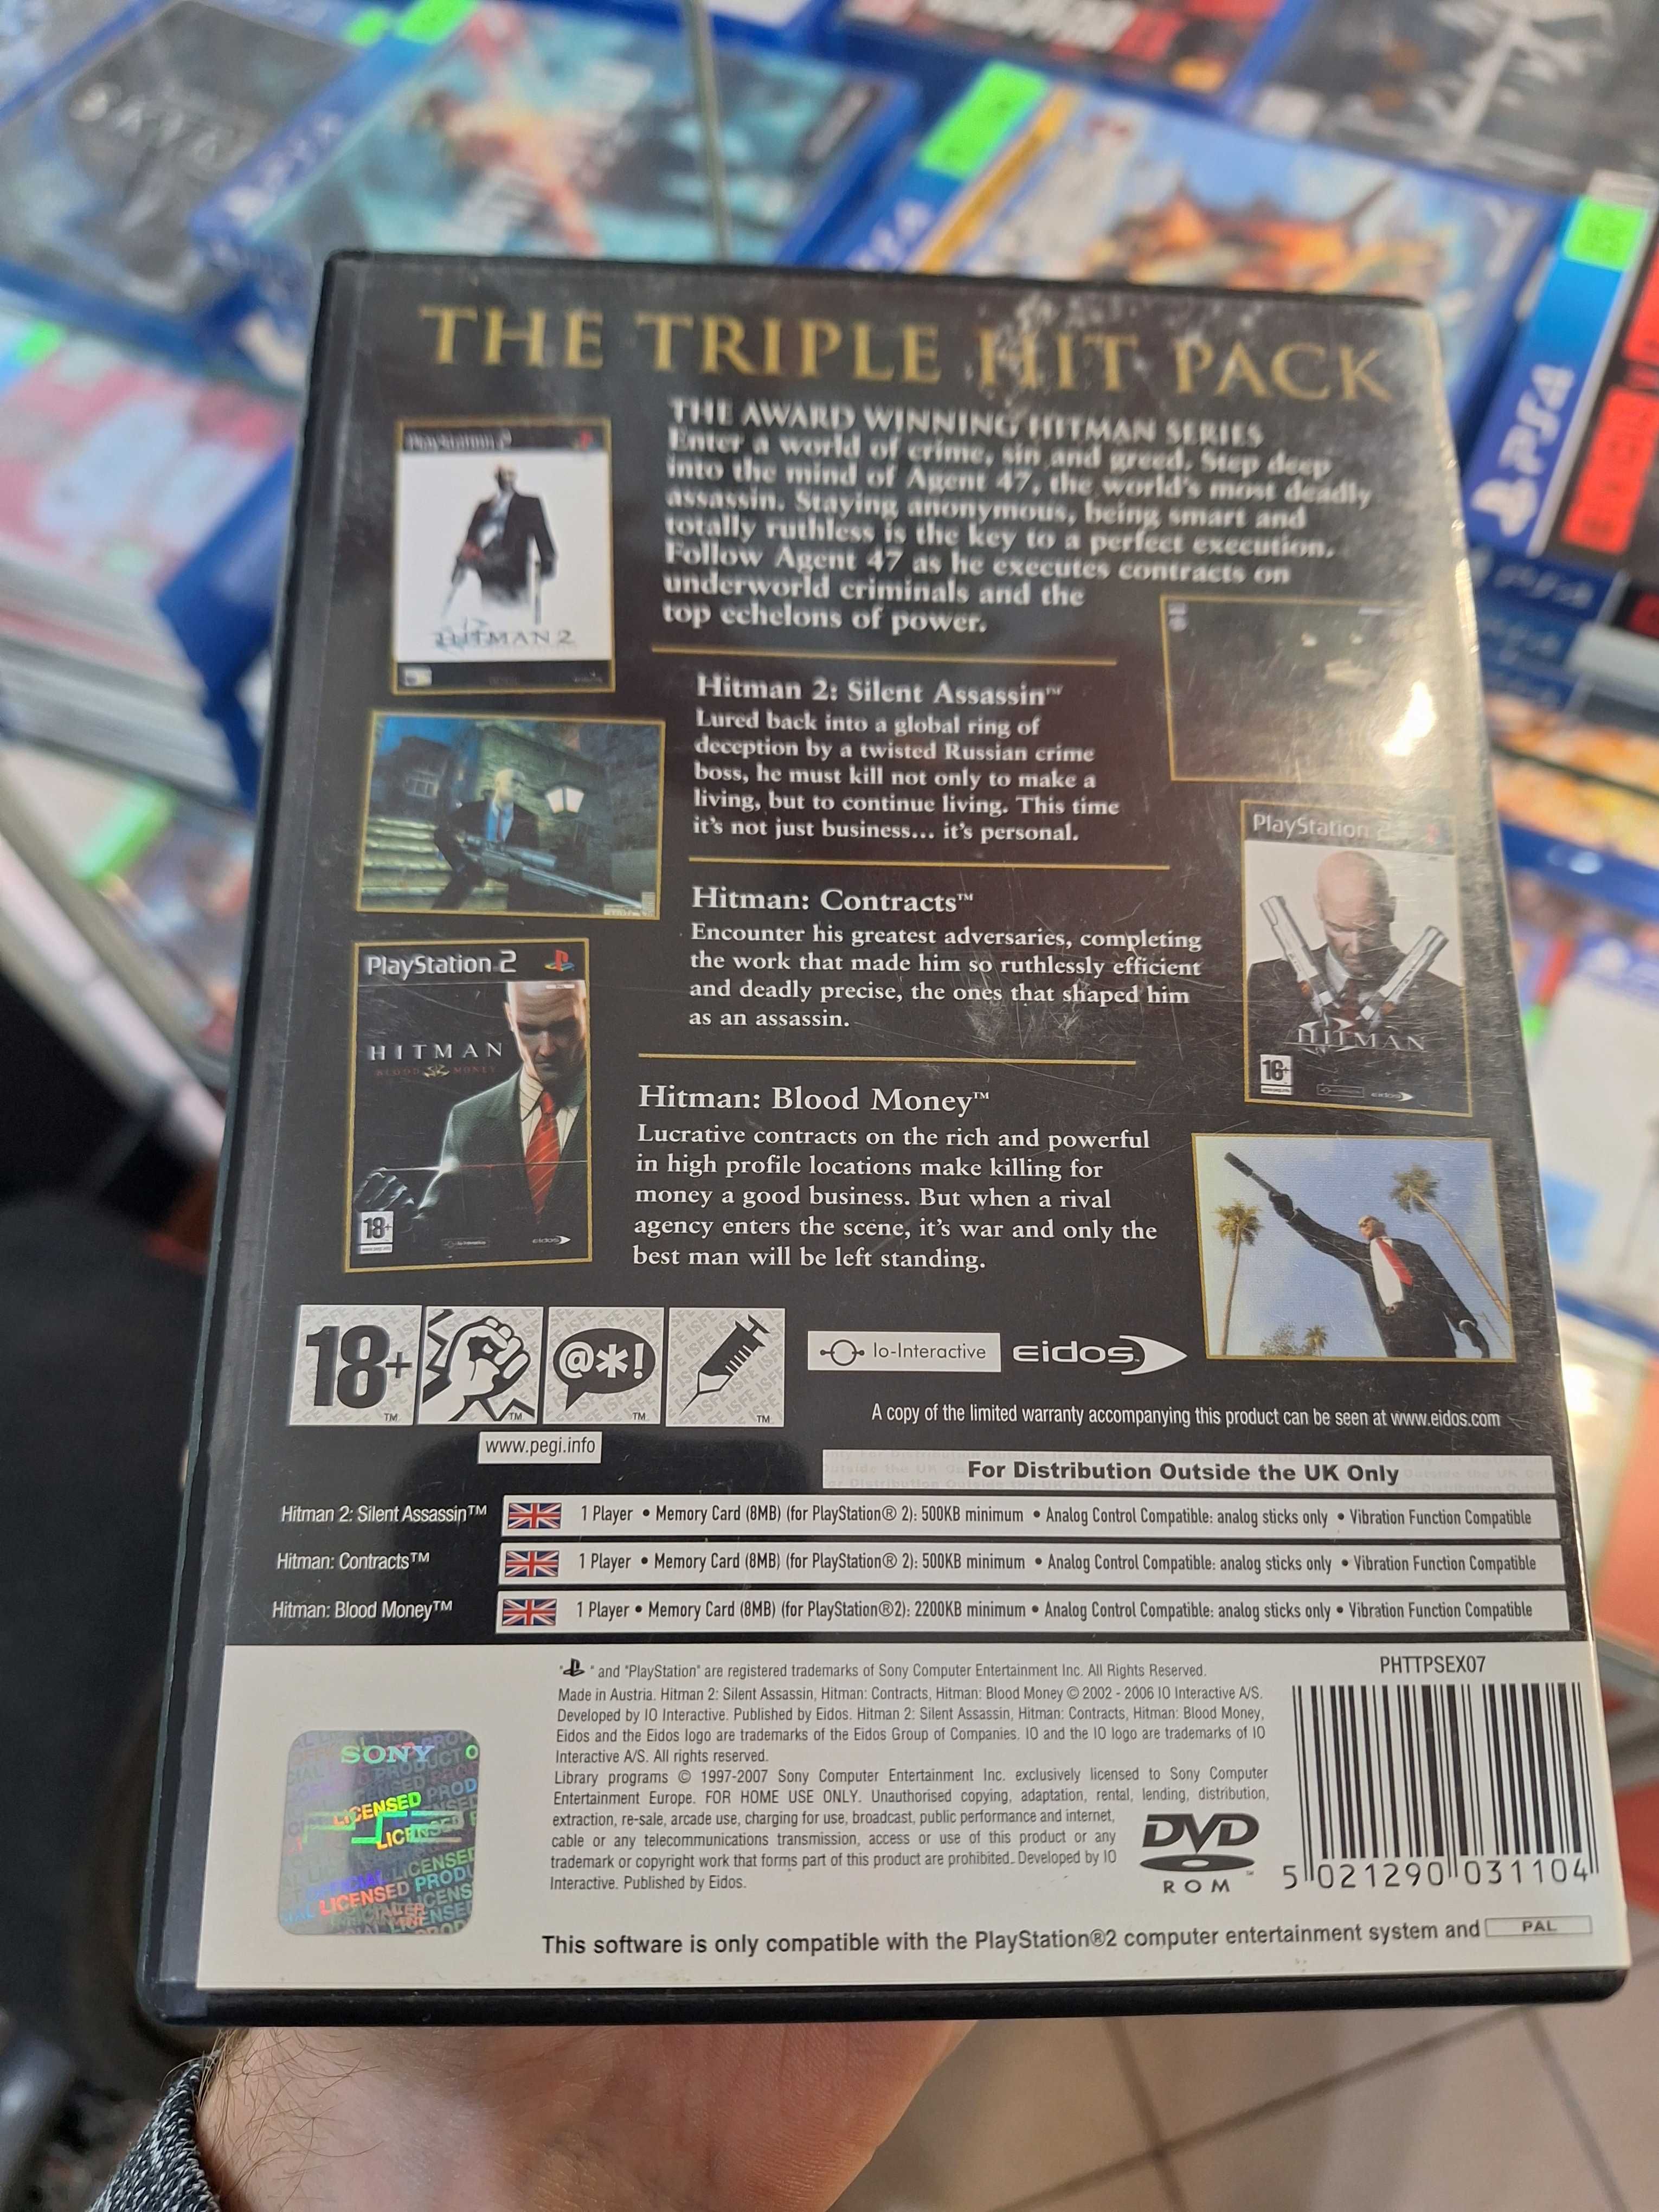 SKYRIM
PS4
PS4
PS4
THE TRIPLE HIT PACK
THE AWARD WINNING HITMAN SERIES
Enter a world of crime, sin and greed. Step deep
into the mind of Agent 47, the world's most deadly
assassin. Staying anonymous, being smart and
totally ruthless is the key to a perfect execution.
Follow Agent 47 as he executes contracts on
underworld criminals and the
top echelons of power.
PlayStation 2
HITMAN 2
Hitman 2: Silent Assassin™
Lured back into a global ring of
deception by a twisted Russian crime
boss, he must kill not only to make a
living, but to continue living. This time
it's not just business... it's personal.
PlayStation 2
HITMAN
16+
eidos
Hitman: Contracts™
Encounter his greatest adversaries, completing
the work that made him so ruthlessly efficient
and deadly precise, the ones that shaped him
as an assassin.
PlayStation 2
HITMAN
BLOOD MONEY
18+
eidos
Hitman: Blood Money™
Lucrative contracts on the rich and powerful
in high profile locations make killing for
money a good business. But when a rival
agency enters the scene, it's war and only the
best man will be left standing.
18+ ™
™
@*! ™
™
Io-Interactive
eidos
www.pegi.info
A copy of the limited warranty accompanying this product can be seen at www.eidos.com
For Distribution Outside the UK Only
Hitman 2: Silent Assassin™ 1 Player • Memory Card (8MB) (for PlayStation® 2): 500KB minimum • Analog Control Compatible: analog sticks only • Vibration Function Compatible
Hitman: Contracts™ 1 Player • Memory Card (8MB) (for PlayStation® 2): 500KB minimum • Analog Control Compatible: analog sticks only • Vibration Function Compatible
Hitman: Blood Money™ 1 Player • Memory Card (8MB) (for PlayStation®2): 2200KB minimum • Analog Control Compatible: analog sticks only • Vibration Function Compatible
" " and "PlayStation" are registered trademarks of Sony Computer Entertainment Inc. All Rights Reserved.
Made in Austria. Hitman 2: Silent Assassin, Hitman: Contracts, Hitman: Blood Money © 2002 - 2006 IO Interactive A/S.
Developed by IO Interactive. Published by Eidos. Hitman 2: Silent Assassin, Hitman: Contracts, Hitman: Blood Money,
Eidos and the Eidos logo are trademarks of the Eidos Group of Companies. IO and the IO logo are trademarks of IO
Interactive A/S. All rights reserved.
Library programs © 1997-2007 Sony Computer Entertainment Inc. exclusively licensed to Sony Computer
Entertainment Europe. FOR HOME USE ONLY. Unauthorised copying, adaptation, rental, lending, distribution,
extraction, re-sale, arcade use, charging for use, broadcast, public performance and internet,
cable or any telecommunications transmission, access or use of this product or any
trademark or copyright work that forms part of this product are prohibited. Developed by IO
Interactive. Published by Eidos.
PHTTPSEX07
5 021290 031104
DVD
ROM
SONY
LICENSED
LICENSED
LICENSED PROD
This software is only compatible with the PlayStation®2 computer entertainment system and PAL